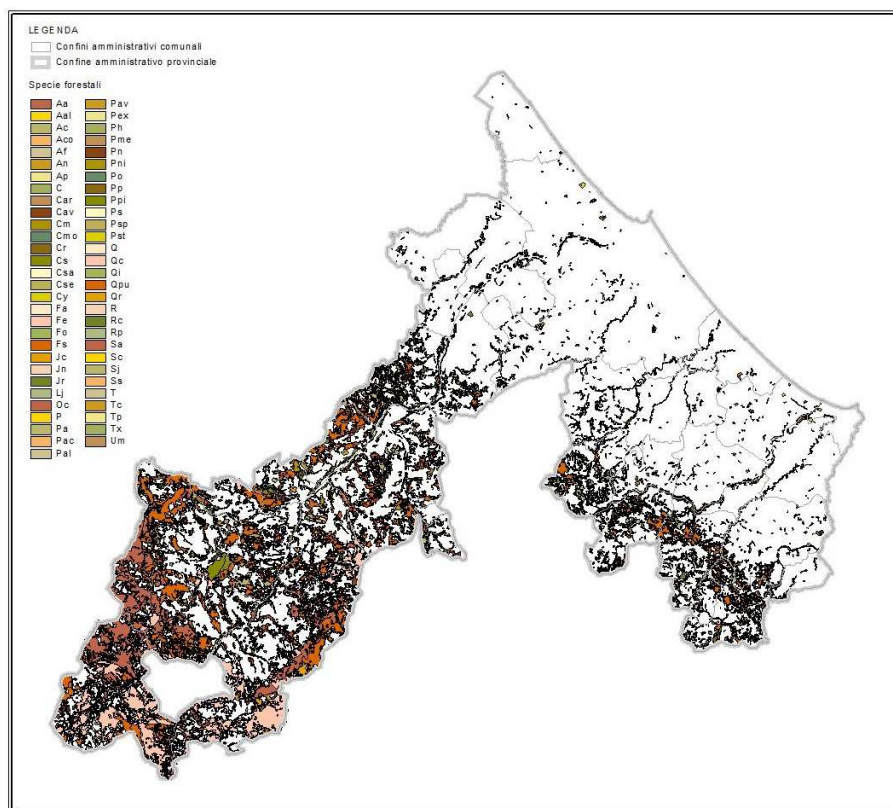 LEGENDA
Confini amministrativi comunali
Confine amministrativo provinciale
Specie forestali
Aa Pav
Aal Pex
Ac Ph
Aco Pme
Af Pn
An Pni
Ap Po
C Pp
Car Ppi
Cav Ps
Cm Psp
Cmo Pst
Cr Q
Cs Qc
Csa Qi
Cse Qpu
Cy Qr
Fa R
Fe Rc
Fo Rp
Fs Sa
Jc Sc
Jn Sj
Jr Ss
Lj T
Oc Tc
P Tp
Pa Tx
Pac Um
Pal